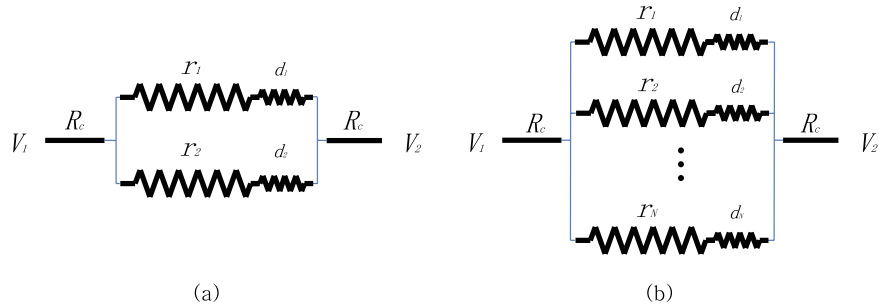 r1 d1
r1 d1 r2 d2
V1 Rc Rc V2 V1 Rc Rc V2
r2 d2
rN dN
(a) (b)